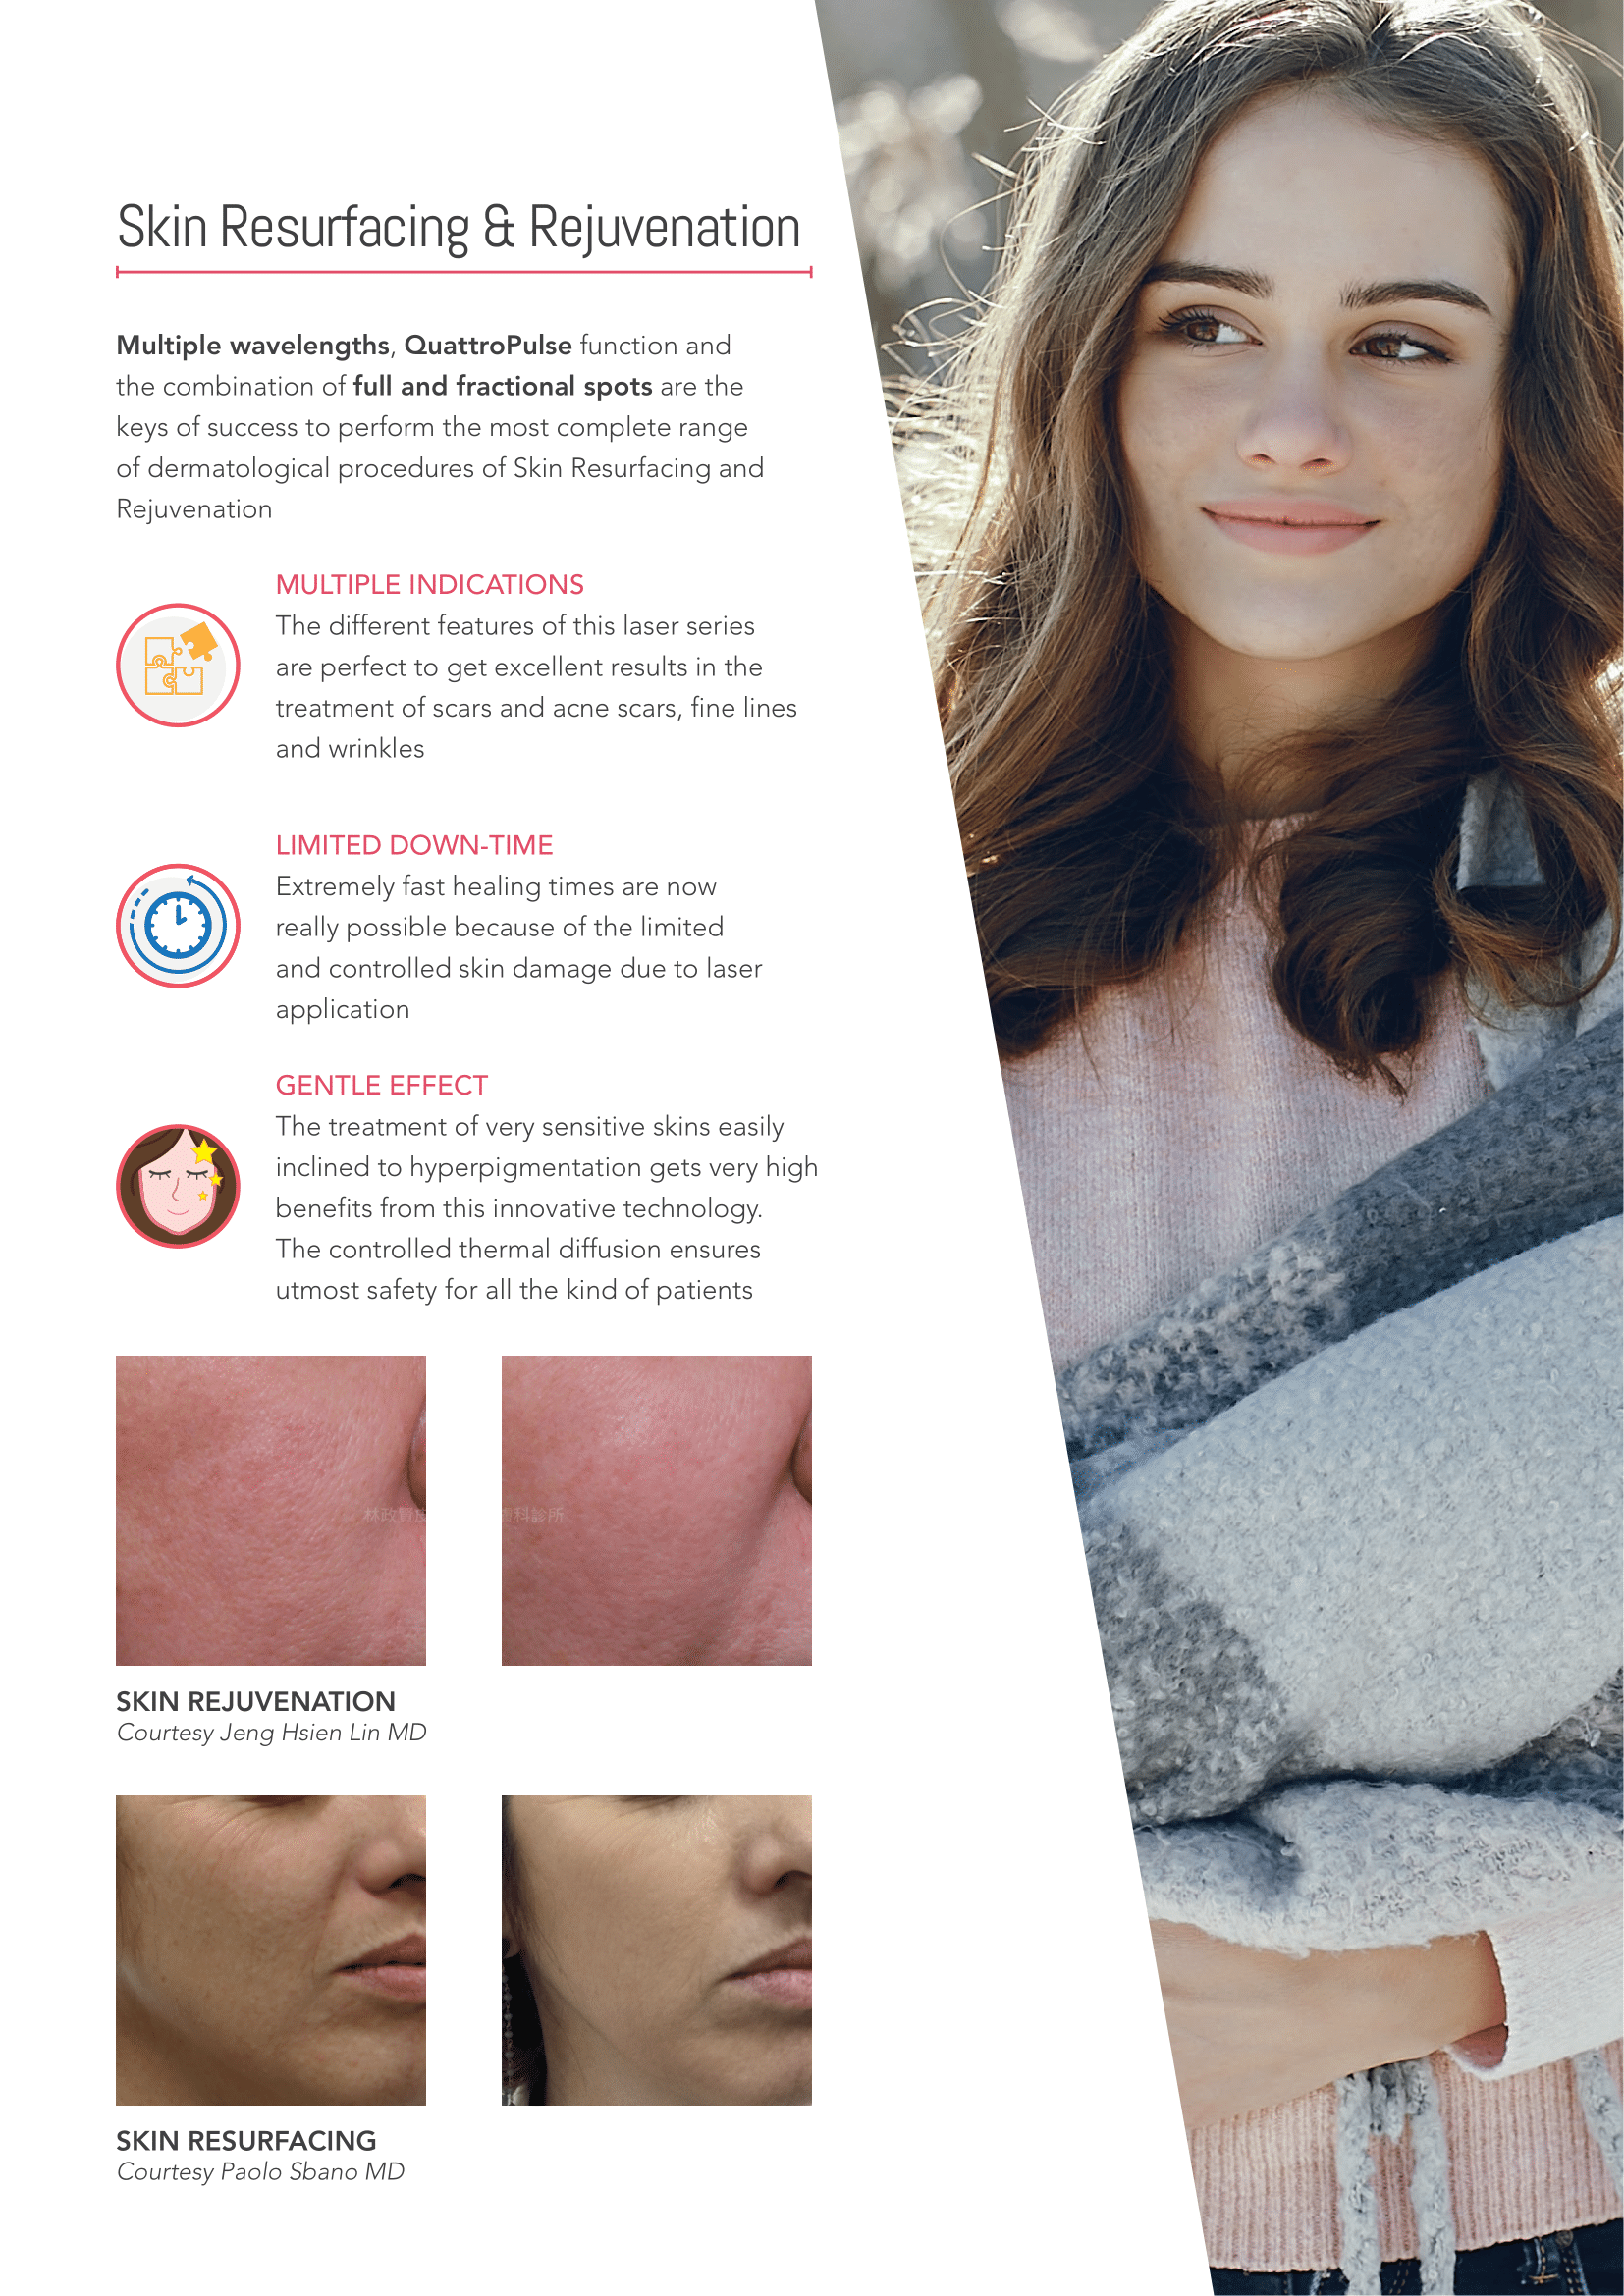 Skin Resurfacing & Rejuvenation
Multiple wavelengths, QuattroPulse function and
the combination of full and fractional spots are the
keys of success to perform the most complete range
of dermatological procedures of Skin Resurfacing and
Rejuvenation
MULTIPLE INDICATIONS
The different features of this laser series
are perfect to get excellent results in the
treatment of scars and acne scars, fine lines
and wrinkles
LIMITED DOWN-TIME
Extremely fast healing times are now
really possible because of the limited
and controlled skin damage due to laser
application
GENTLE EFFECT
The treatment of very sensitive skins easily
inclined to hyperpigmentation gets very high
benefits from this innovative technology.
The controlled thermal diffusion ensures
utmost safety for all the kind of patients
林政賢
科診所
SKIN REJUVENATION
Courtesy Jeng Hsien Lin MD
SKIN RESURFACING
Courtesy Paolo Sbano MD